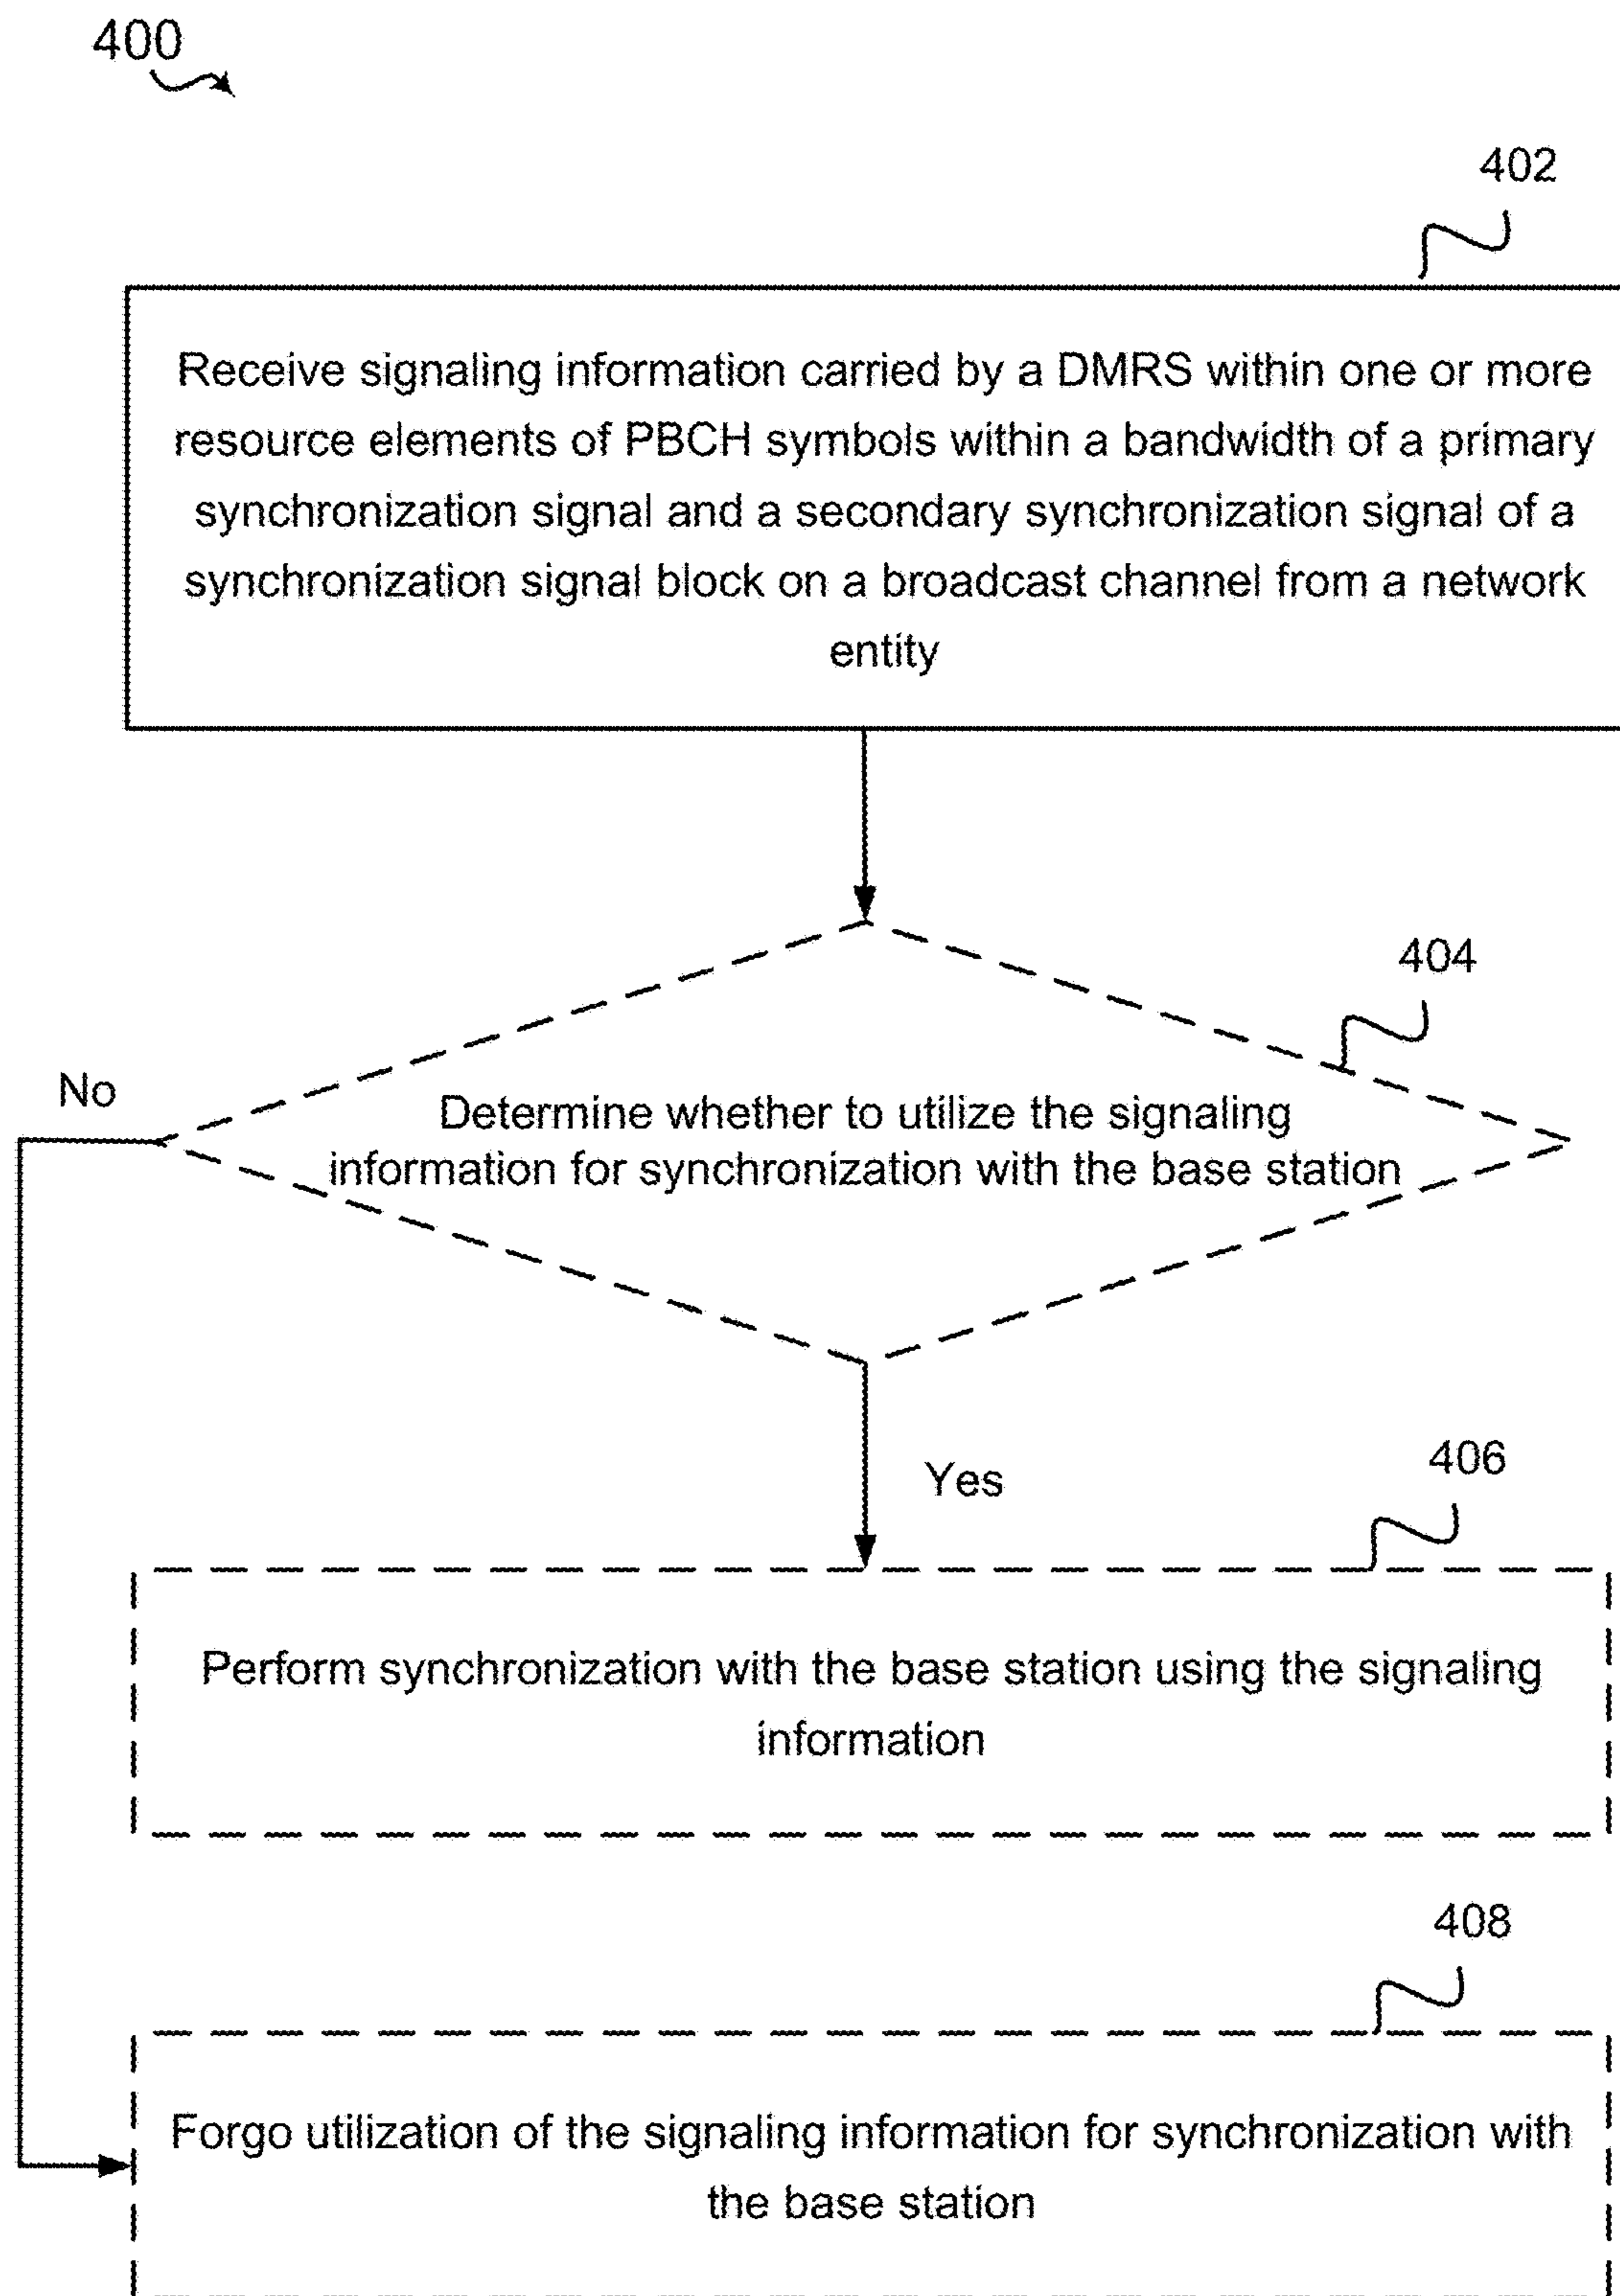 400
402
Receive signaling information carried by a DMRS within one or more
resource elements of PBCH symbols within a bandwidth of a primary
synchronization signal and a secondary synchronization signal of a
synchronization signal block on a broadcast channel from a network
entity
404
No
Determine whether to utilize the signaling
information for synchronization with the base station
Yes
406
Perform synchronization with the base station using the signaling
information
408
Forgo utilization of the signaling information for synchronization with
the base station